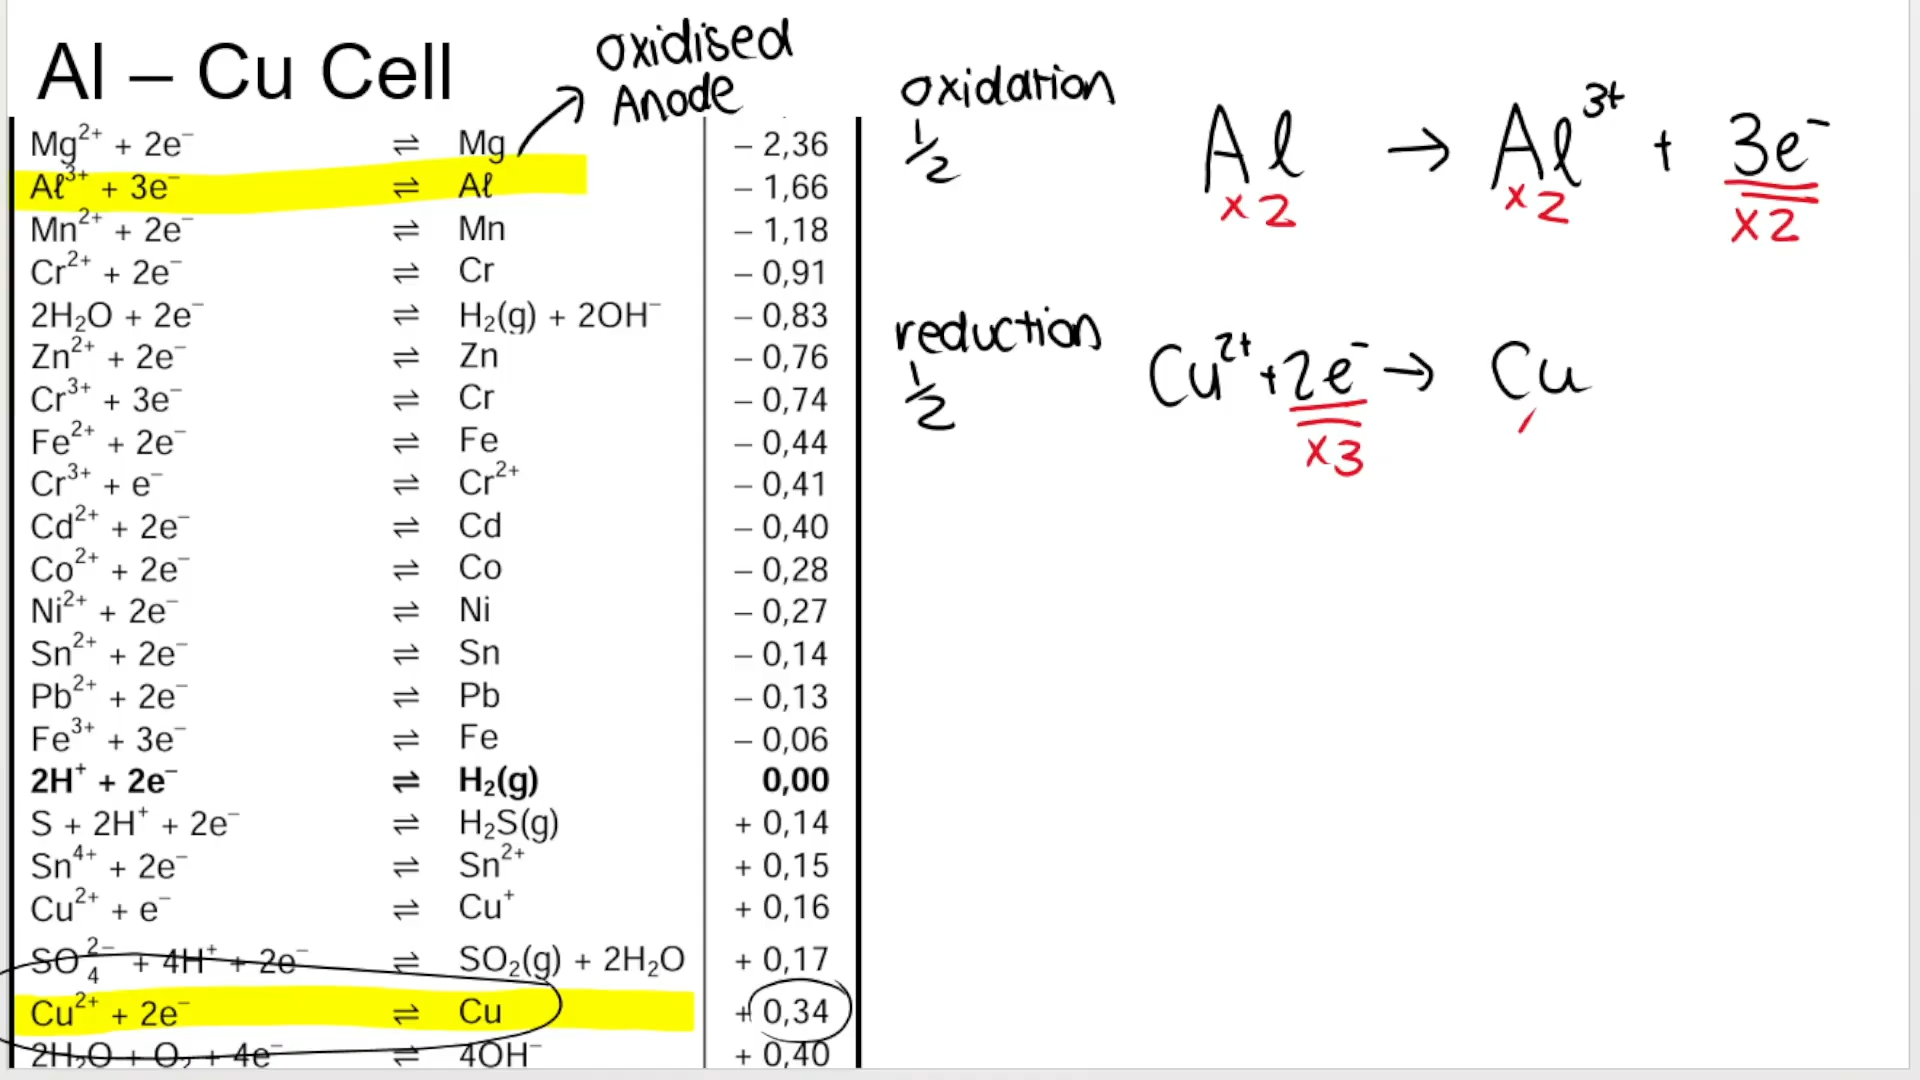 Al – Cu Cell
oxidised
Anode
Mg²⁺ + 2e⁻ ⇌ Mg – 2,36
Aℓ³⁺ + 3e⁻ ⇌ Aℓ – 1,66
Mn²⁺ + 2e⁻ ⇌ Mn – 1,18
Cr²⁺ + 2e⁻ ⇌ Cr – 0,91
2H₂O + 2e⁻ ⇌ H₂(g) + 2OH⁻ – 0,83
Zn²⁺ + 2e⁻ ⇌ Zn – 0,76
Cr³⁺ + 3e⁻ ⇌ Cr – 0,74
Fe²⁺ + 2e⁻ ⇌ Fe – 0,44
Cr³⁺ + e⁻ ⇌ Cr²⁺ – 0,41
Cd²⁺ + 2e⁻ ⇌ Cd – 0,40
Co²⁺ + 2e⁻ ⇌ Co – 0,28
Ni²⁺ + 2e⁻ ⇌ Ni – 0,27
Sn²⁺ + 2e⁻ ⇌ Sn – 0,14
Pb²⁺ + 2e⁻ ⇌ Pb – 0,13
Fe³⁺ + 3e⁻ ⇌ Fe – 0,06
2H⁺ + 2e⁻ ⇌ H₂(g) 0,00
S + 2H⁺ + 2e⁻ ⇌ H₂S(g) + 0,14
Sn⁴⁺ + 2e⁻ ⇌ Sn²⁺ + 0,15
Cu²⁺ + e⁻ ⇌ Cu⁺ + 0,16
SO₄²⁻ + 4H⁺ + 2e⁻ ⇌ SO₂(g) + 2H₂O + 0,17
Cu²⁺ + 2e⁻ ⇌ Cu + 0,34
2H₂O + O₂ + 4e⁻ ⇌ 4OH⁻ + 0,40
oxidation
½
Al → Al³⁺ + 3e⁻
×2 ×2 ×2
reduction
½
Cu²⁺ + 2e⁻ → Cu
×3